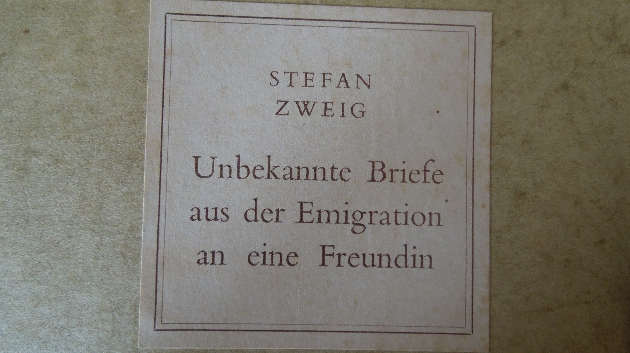 STEFAN
ZWEIG
Unbekannte Briefe
aus der Emigration
an eine Freundin